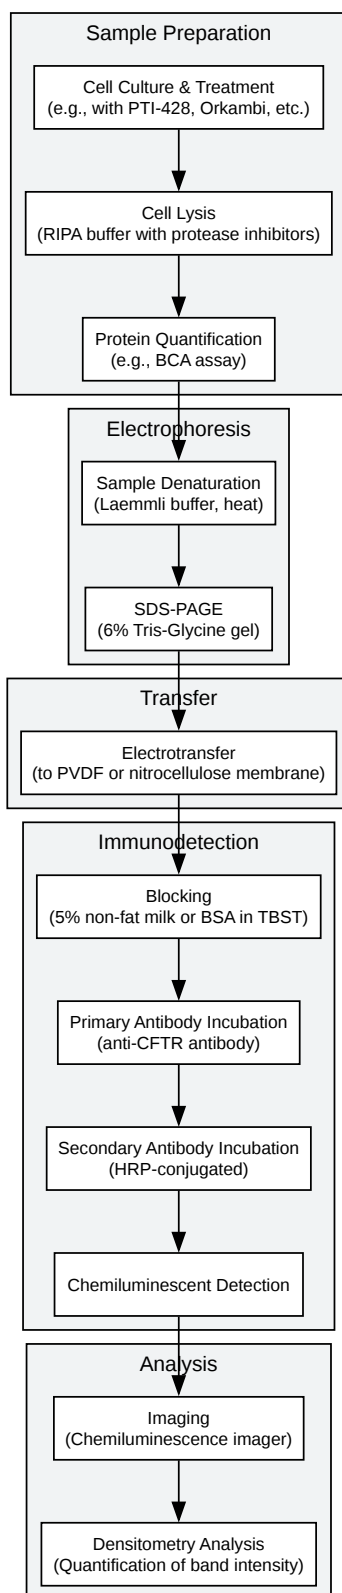 Sample Preparation
Cell Culture & Treatment
(e.g., with PTI-428, Orkambi, etc.)
Cell Lysis
(RIPA buffer with protease inhibitors)
Protein Quantification
(e.g., BCA assay)
Electrophoresis
Sample Denaturation
(Laemmli buffer, heat)
SDS-PAGE
(6% Tris-Glycine gel)
Transfer
Electrotransfer
(to PVDF or nitrocellulose membrane)
Immunodetection
Blocking
(5% non-fat milk or BSA in TBST)
Primary Antibody Incubation
(anti-CFTR antibody)
Secondary Antibody Incubation
(HRP-conjugated)
Chemiluminescent Detection
Analysis
Imaging
(Chemiluminescence imager)
Densitometry Analysis
(Quantification of band intensity)